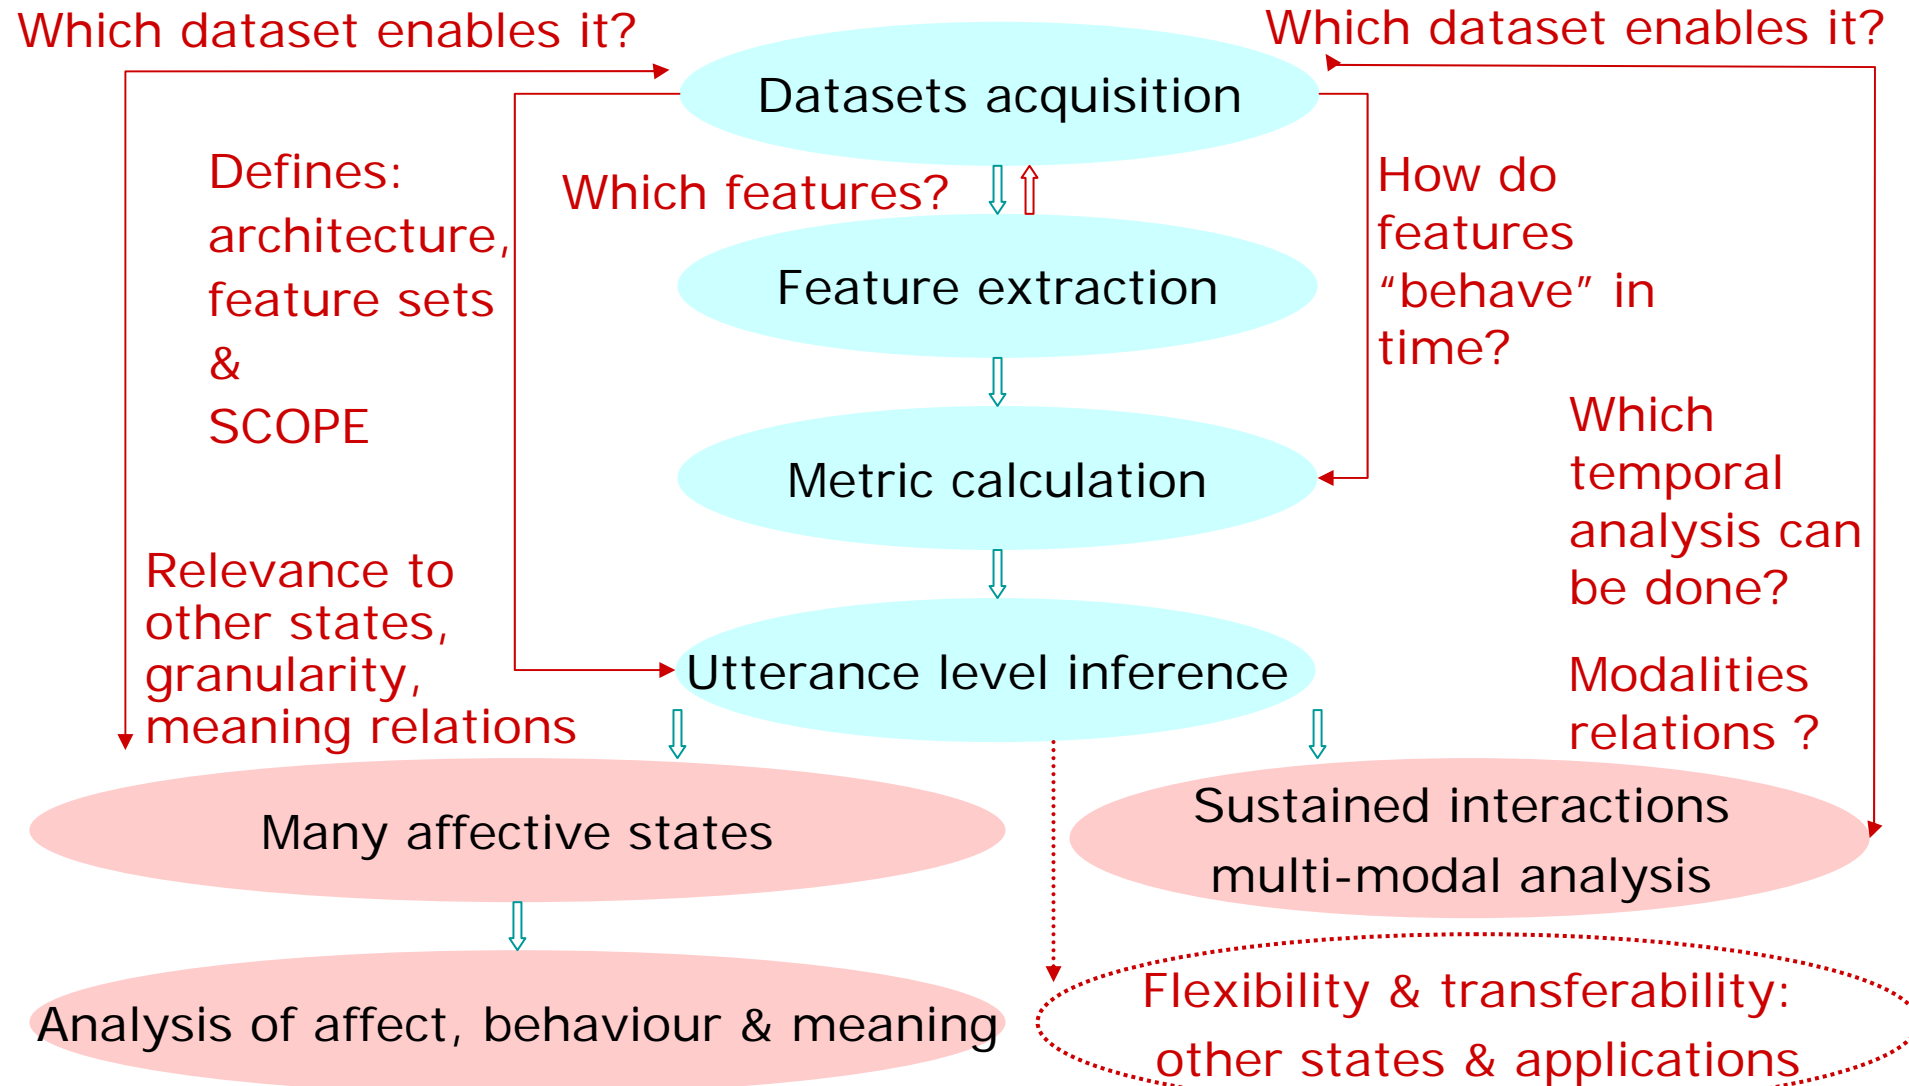 Which dataset enables it?
Which dataset enables it?
Datasets acquisition
Defines:
architecture,
feature sets
&
SCOPE
Which features?
How do
features
“behave” in
time?
Feature extraction
Metric calculation
Which
temporal
analysis can
be done?
Relevance to
other states,
granularity,
meaning relations
Utterance level inference
Modalities
relations ?
Many affective states
Sustained interactions
multi-modal analysis
Analysis of affect, behaviour & meaning
Flexibility & transferability:
other states & applications